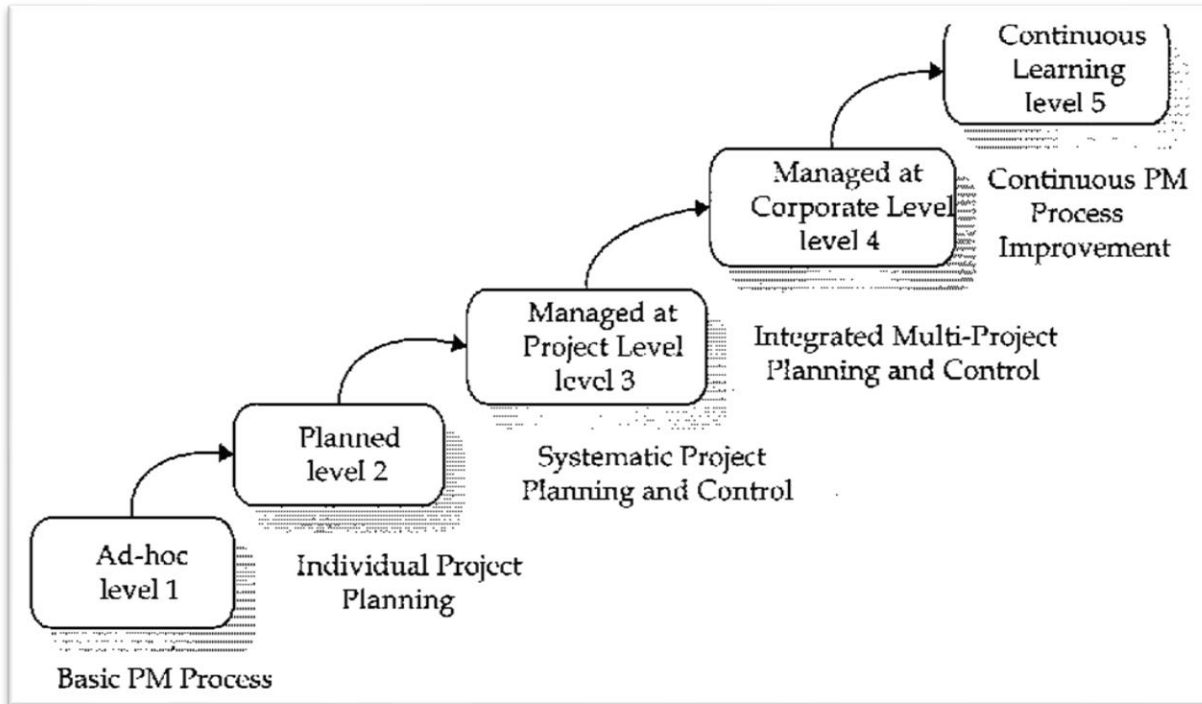 Continuous
Learning
level 5
Managed at
Corporate Level
level 4
Continuous PM
Process
Improvement
Managed at
Project Level
level 3
Integrated Multi-Project
Planning and Control
Planned
level 2
Systematic Project
Planning and Control
Ad-hoc
level 1
Individual Project
Planning
Basic PM Process